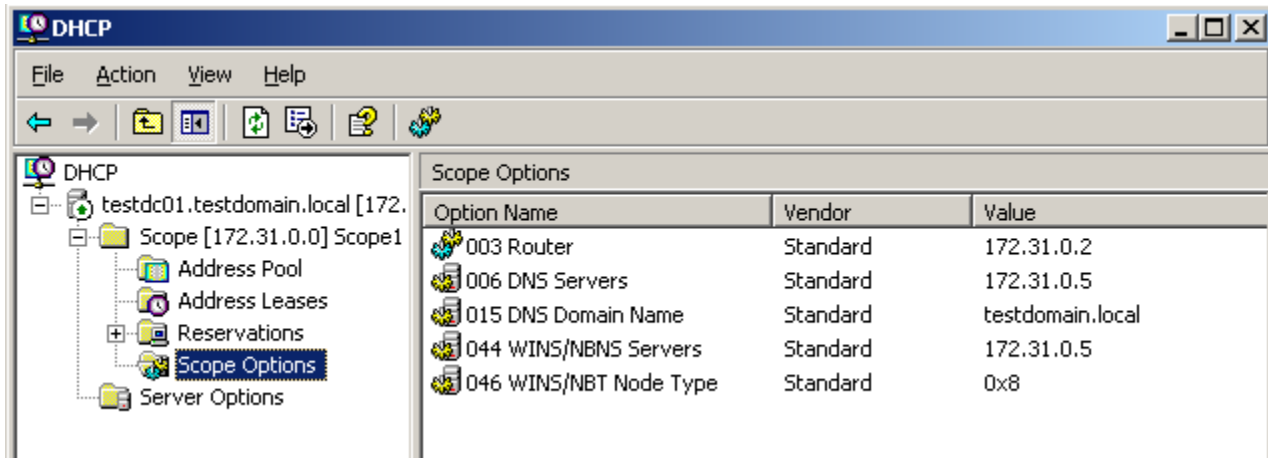 DHCP
File Action View Help
DHCP
testdc01.testdomain.local [172.
Scope [172.31.0.0] Scope1
Address Pool
Address Leases
Reservations
Scope Options
Server Options
Scope Options
Option Name Vendor Value
003 Router Standard 172.31.0.2
006 DNS Servers Standard 172.31.0.5
015 DNS Domain Name Standard testdomain.local
044 WINS/NBNS Servers Standard 172.31.0.5
046 WINS/NBT Node Type Standard 0x8